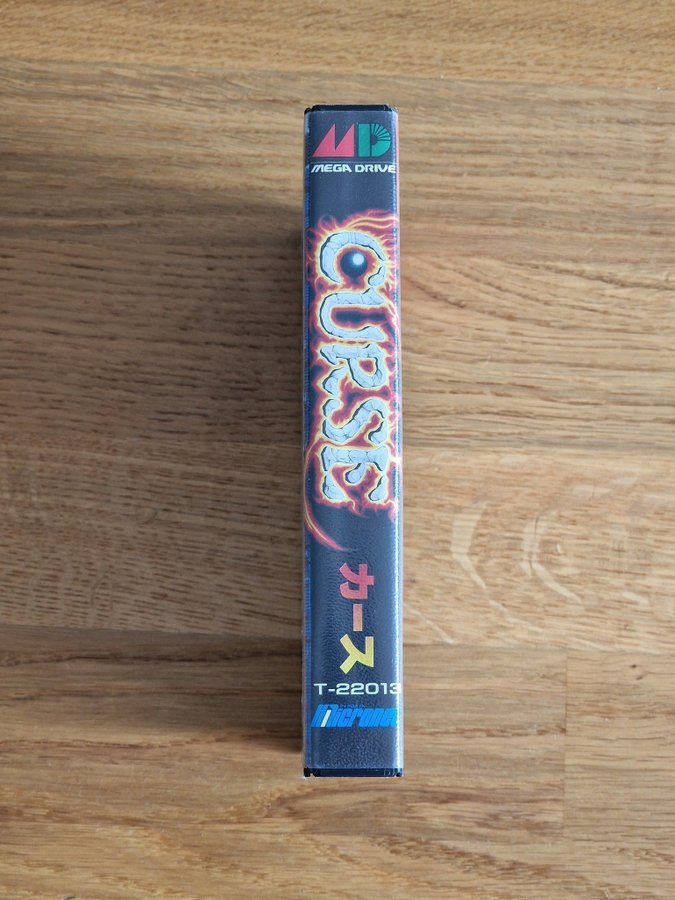 MD
MEGA DRIVE
CURSE
カース
T-22013
Micronet